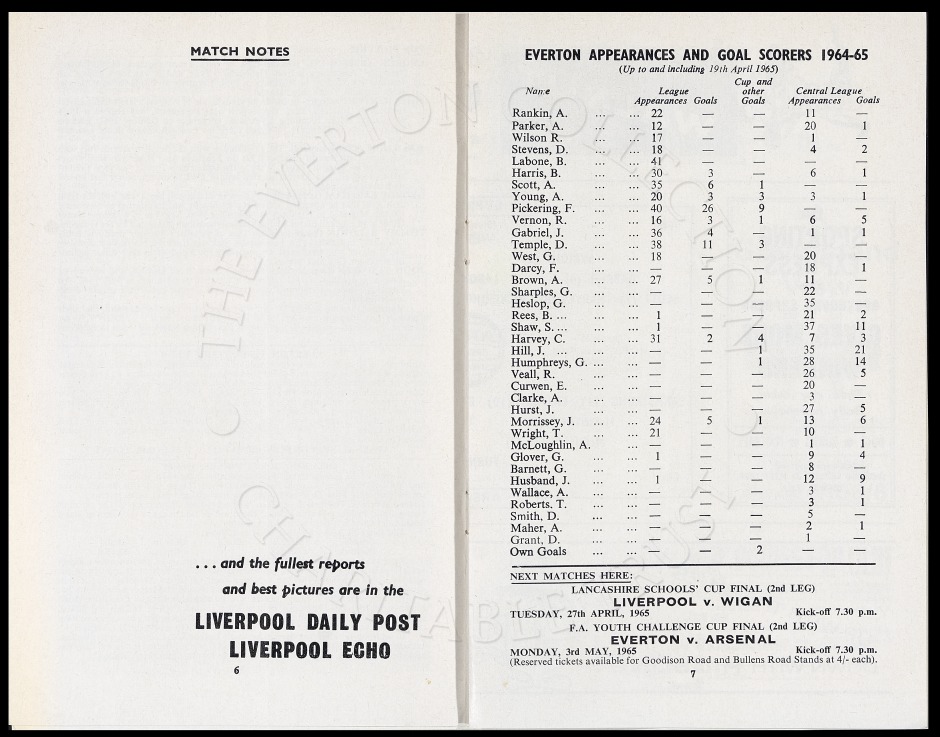 MATCH NOTES
... and the fullest reports
and best pictures are in the
LIVERPOOL DAILY POST
LIVERPOOL ECHO
6
EVERTON APPEARANCES AND GOAL SCORERS 1964-65
(Up to and including 19th April 1965)
Name League Appearances Goals Cup and other Goals Central League Appearances Goals
Rankin, A. ... ... 22 — — 11 —
Parker, A. ... ... 12 — — 20 1
Wilson R. ... ... 17 — — 1 —
Stevens, D. ... ... 18 — — 4 2
Labone, B. ... ... 41 — — — —
Harris, B. ... ... 30 3 — 6 1
Scott, A. ... ... 35 6 1 — —
Young, A. ... ... 20 3 3 3 1
Pickering, F. ... ... 40 26 9 — —
Vernon, R. ... ... 16 3 1 6 5
Gabriel, J. ... ... 36 4 — 1 1
Temple, D. ... ... 38 11 3 — —
West, G. ... ... 18 — — 20 —
Darcy, F. ... ... — — — 18 1
Brown, A. ... ... 27 5 1 11 —
Sharples, G. ... ... — — — 22 —
Heslop, G. ... ... — — — 35 —
Rees, B. ... ... 1 — — 21 2
Shaw, S. ... ... 1 — — 37 11
Harvey, C. ... ... 31 2 4 7 3
Hill, J. ... ... — — 1 35 21
Humphreys, G. ... ... — — 1 28 14
Veall, R. ... ... — — — 26 5
Curwen, E. ... ... — — — 20 —
Clarke, A. ... ... — — — 3 —
Hurst, J. ... ... — — — 27 5
Morrissey, J. ... ... 24 5 1 13 6
Wright, T. ... ... 21 — — 10 —
McLoughlin, A. ... — — — 1 1
Glover, G. ... ... 1 — — 9 4
Barnett, G. ... ... — — — 8 —
Husband, J. ... ... 1 — — 12 9
Wallace, A. ... ... — — — 3 1
Roberts. T. ... ... — — — 3 1
Smith, D. ... ... — — — 5 —
Maher, A. ... ... — — — 2 1
Grant, D. ... ... — — — 1 —
Own Goals ... ... — — 2 — —
NEXT MATCHES HERE:
LANCASHIRE SCHOOLS' CUP FINAL (2nd LEG)
LIVERPOOL v. WIGAN
TUESDAY, 27th APRIL, 1965 Kick-off 7.30 p.m.
F.A. YOUTH CHALLENGE CUP FINAL (2nd LEG)
EVERTON v. ARSENAL
MONDAY, 3rd MAY, 1965 Kick-off 7.30 p.m.
(Reserved tickets available for Goodison Road and Bullens Road Stands at 4/- each).
7
© THE EVERTON COLLECTION
CHARITABLE TRUST